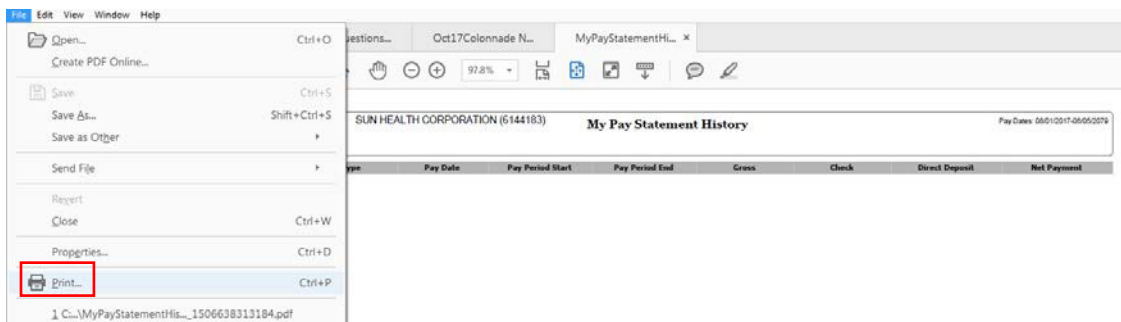 File Edit View Window Help
Open... Ctrl+O
Create PDF Online...
Save Ctrl+S
Save As... Shift+Ctrl+S
Save as Other
Send File
Revert
Close Ctrl+W
Properties... Ctrl+D
Print... Ctrl+P
1 C:...\MyPayStatementHis..._1506638313184.pdf
estions... Oct17Colonnade N... MyPayStatementHi... ×
97.8%
SUN HEALTH CORPORATION (6144183) My Pay Statement History Pay Dates: 08/01/2017-06/05/2079
ype Pay Date Pay Period Start Pay Period End Gross Check Direct Deposit Net Payment